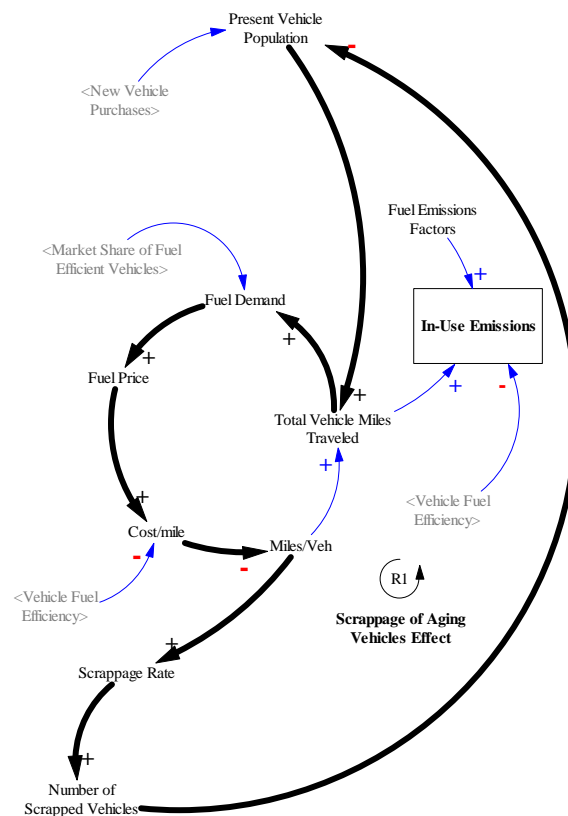 Present Vehicle
Population
-
<New Vehicle
Purchases>
Fuel Emissions
Factors
<Market Share of Fuel
Efficient Vehicles>
+
Fuel Demand
In-Use Emissions
+
+
Fuel Price
+
+
-
Total Vehicle Miles
Traveled
+
+
<Vehicle Fuel
Efficiency>
Cost/mile
Miles/Veh
-
-
R1
<Vehicle Fuel
Efficiency>
Scrappage of Aging
Vehicles Effect
+
Scrappage Rate
+
Number of
Scrapped Vehicles